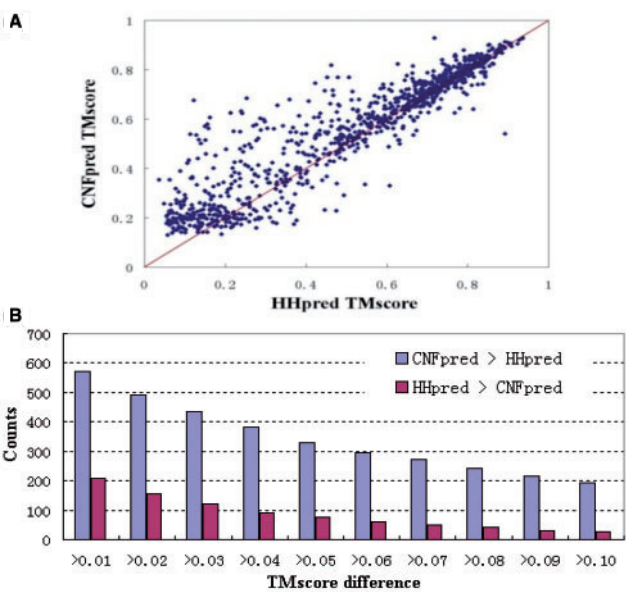 A
1
0.8
0.6
0.4
0.2
0
CNFpred TMscore
0 0.2 0.4 0.6 0.8 1
HHpred TMscore
B
700
600
500
400
300
200
100
0
Counts
CNFpred > HHpred
HHpred > CNFpred
>0.01 >0.02 >0.03 >0.04 >0.05 >0.06 >0.07 >0.08 >0.09 >0.10
TMscore difference